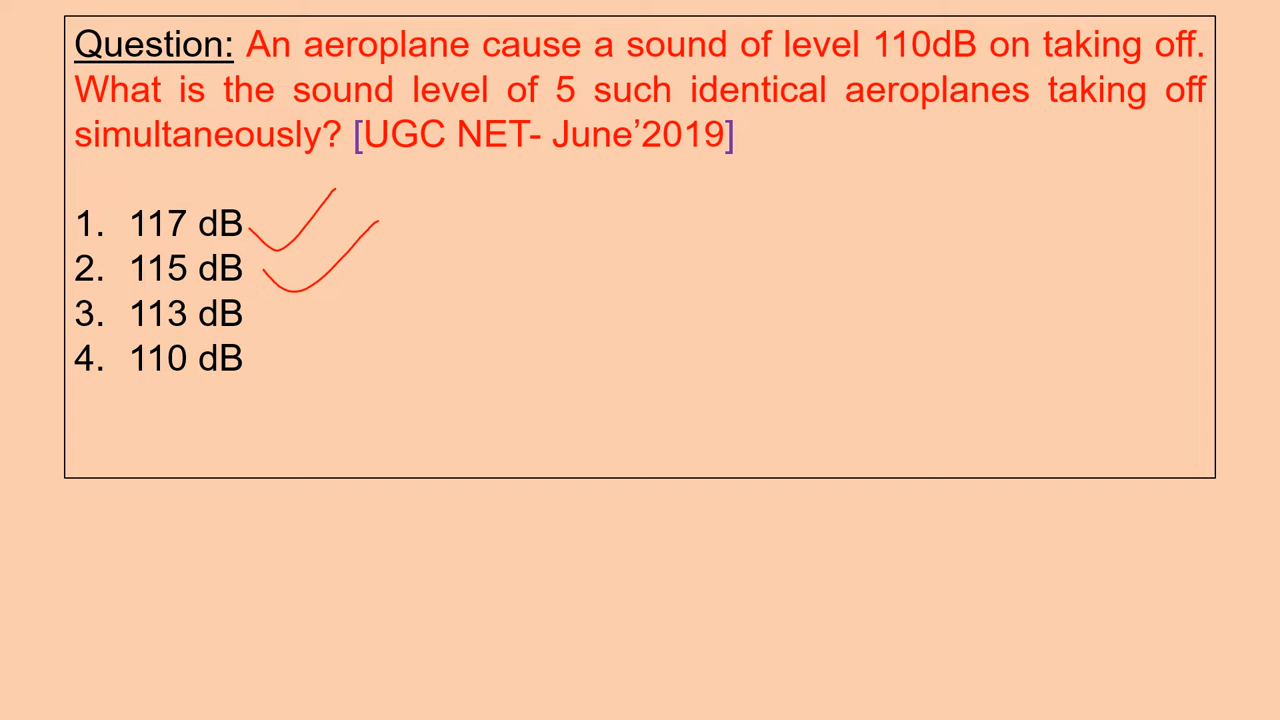 Question: An aeroplane cause a sound of level 110dB on taking off.
What is the sound level of 5 such identical aeroplanes taking off
simultaneously? [UGC NET- June’2019]
1. 117 dB
2. 115 dB
3. 113 dB
4. 110 dB